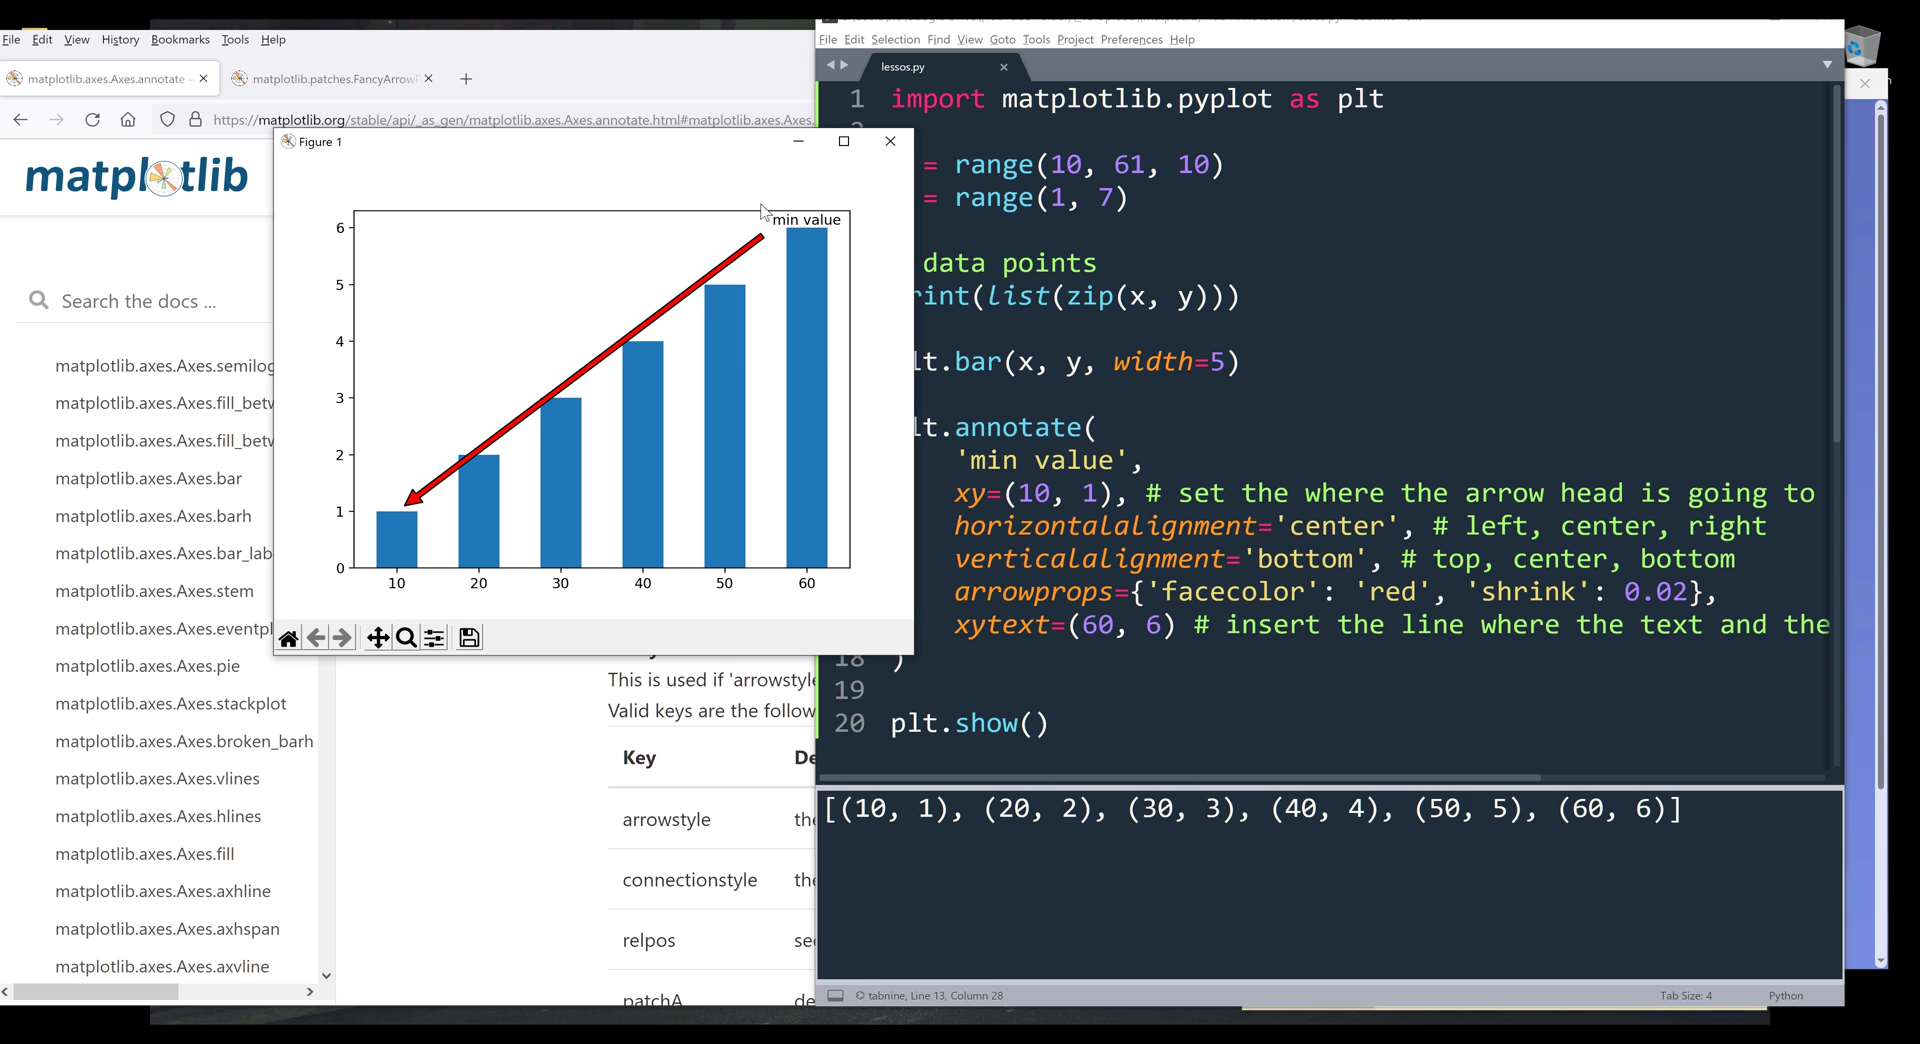 File Edit View History Bookmarks Tools Help
matplotlib.axes.Axes.annotate
matplotlib.patches.FancyArrowP
https://matplotlib.org/stable/api/_as_gen/matplotlib.axes.Axes.annotate.html#matplotlib.axes.Axes.
matplotlib
Search the docs ...
matplotlib.axes.Axes.semilog
matplotlib.axes.Axes.fill_betw
matplotlib.axes.Axes.fill_betw
matplotlib.axes.Axes.bar
matplotlib.axes.Axes.barh
matplotlib.axes.Axes.bar_lab
matplotlib.axes.Axes.stem
matplotlib.axes.Axes.eventpl
matplotlib.axes.Axes.pie
matplotlib.axes.Axes.stackplot
matplotlib.axes.Axes.broken_barh
matplotlib.axes.Axes.vlines
matplotlib.axes.Axes.hlines
matplotlib.axes.Axes.fill
matplotlib.axes.Axes.axhline
matplotlib.axes.Axes.axhspan
matplotlib.axes.Axes.axvline
Figure 1
min value
6
5
4
3
2
1
0
10 20 30 40 50 60
This is used if 'arrowstyle
Valid keys are the follow
Key De
arrowstyle the
connectionstyle the
relpos see
patchA de
File Edit Selection Find View Goto Tools Project Preferences Help
lessos.py
1 import matplotlib.pyplot as plt
= range(10, 61, 10)
= range(1, 7)
data points
rint(list(zip(x, y)))
lt.bar(x, y, width=5)
lt.annotate(
'min value',
xy=(10, 1), # set the where the arrow head is going to
horizontalalignment='center', # left, center, right
verticalalignment='bottom', # top, center, bottom
arrowprops={'facecolor': 'red', 'shrink': 0.02},
xytext=(60, 6) # insert the line where the text and the
18 )
19
20 plt.show()
[(10, 1), (20, 2), (30, 3), (40, 4), (50, 5), (60, 6)]
tabnine, Line 13, Column 28
Tab Size: 4
Python